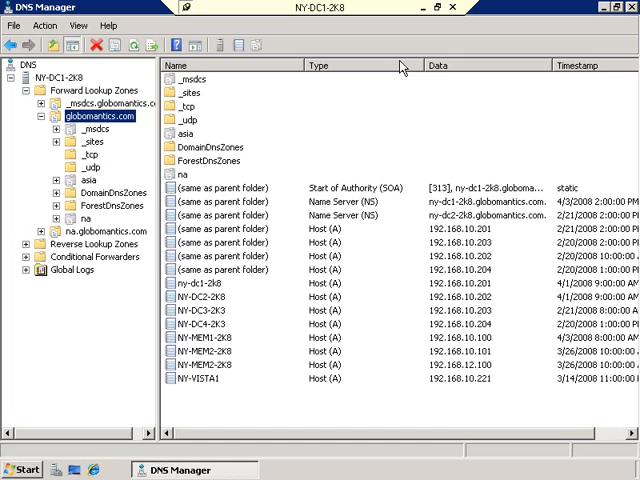 DNS Manager
NY-DC1-2K8
File Action View Help
DNS
NY-DC1-2K8
Forward Lookup Zones
_msdcs.globomantics.co
globomantics.com
_msdcs
_sites
_tcp
_udp
asia
DomainDnsZones
ForestDnsZones
na
na.globomantics.com
Reverse Lookup Zones
Conditional Forwarders
Global Logs
Name Type Data Timestamp
_msdcs
_sites
_tcp
_udp
asia
DomainDnsZones
ForestDnsZones
na
(same as parent folder) Start of Authority (SOA) [313], ny-dc1-2k8.globoma... static
(same as parent folder) Name Server (NS) ny-dc1-2k8.globomantics.com. 4/3/2008 2:00:00 PM
(same as parent folder) Name Server (NS) ny-dc2-2k8.globomantics.com. 2/21/2008 2:00:00 P
(same as parent folder) Host (A) 192.168.10.201 4/1/2008 9:00:00 AM
(same as parent folder) Host (A) 192.168.10.203 2/21/2008 2:00:00 P
(same as parent folder) Host (A) 192.168.10.202 2/20/2008 10:00:00
(same as parent folder) Host (A) 192.168.10.204 2/20/2008 1:00:00 P
ny-dc1-2k8 Host (A) 192.168.10.201 4/1/2008 9:00:00 AM
NY-DC2-2K8 Host (A) 192.168.10.202 4/1/2008 9:00:00 AM
NY-DC3-2K3 Host (A) 192.168.10.203 2/21/2008 8:00:00 A
NY-DC4-2K3 Host (A) 192.168.10.204 2/20/2008 1:00:00 P
NY-MEM1-2K8 Host (A) 192.168.10.100 4/3/2008 8:00:00 AM
NY-MEM2-2K8 Host (A) 192.168.10.101 3/26/2008 10:00:00
NY-MEM2-2K8 Host (A) 192.168.12.100 3/26/2008 10:00:00
NY-VISTA1 Host (A) 192.168.10.221 3/14/2008 11:00:00
Start DNS Manager